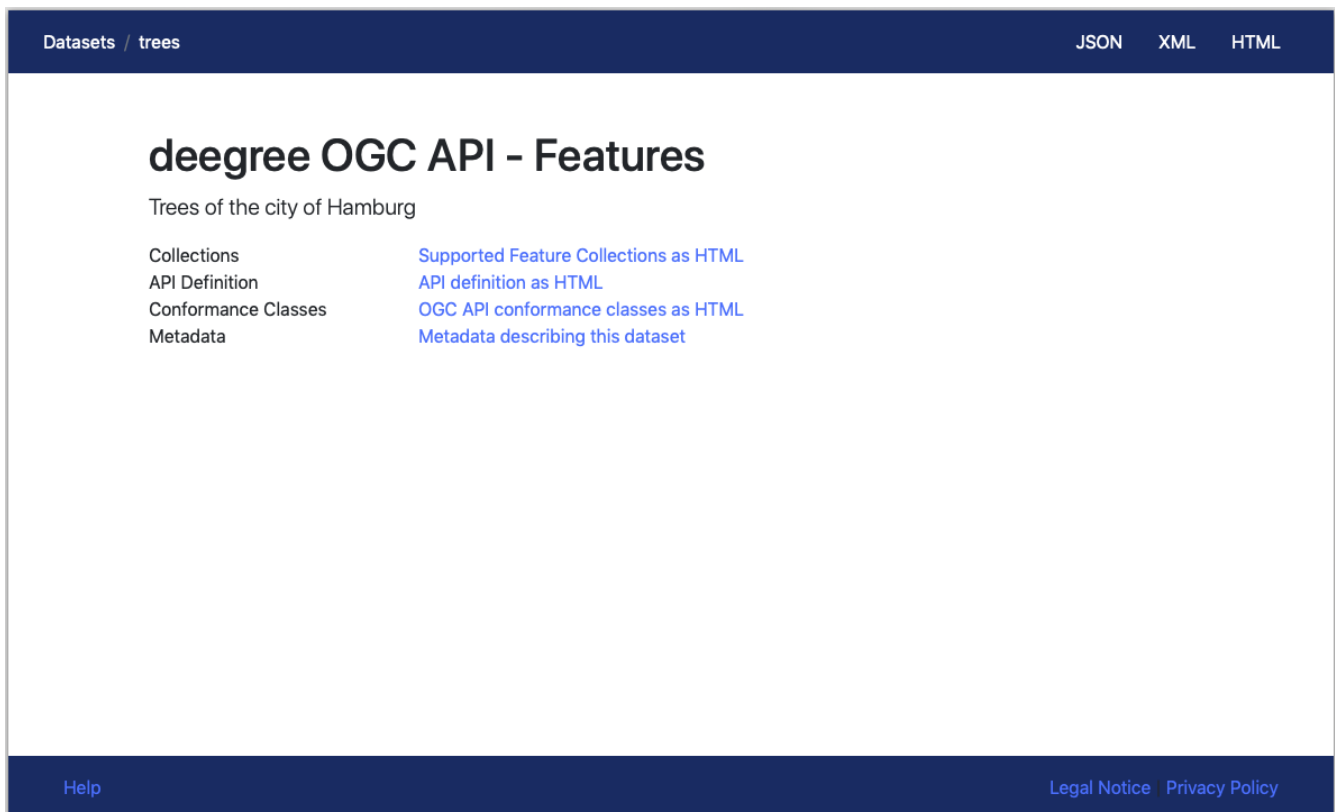 Datasets / trees JSON XML HTML
deegree OGC API - Features
Trees of the city of Hamburg
Collections Supported Feature Collections as HTML
API Definition API definition as HTML
Conformance Classes OGC API conformance classes as HTML
Metadata Metadata describing this dataset
Help Legal Notice Privacy Policy